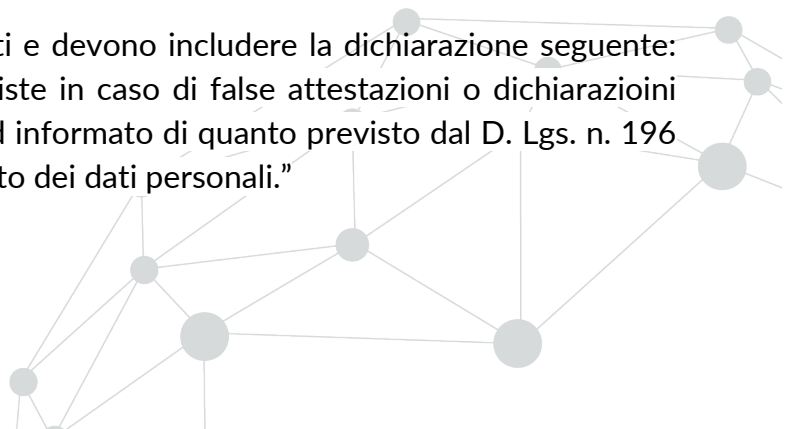 ti e devono includere la dichiarazione seguente:
iste in caso di false attestazioni o dichiarazioini
d informato di quanto previsto dal D. Lgs. n. 196
to dei dati personali.”